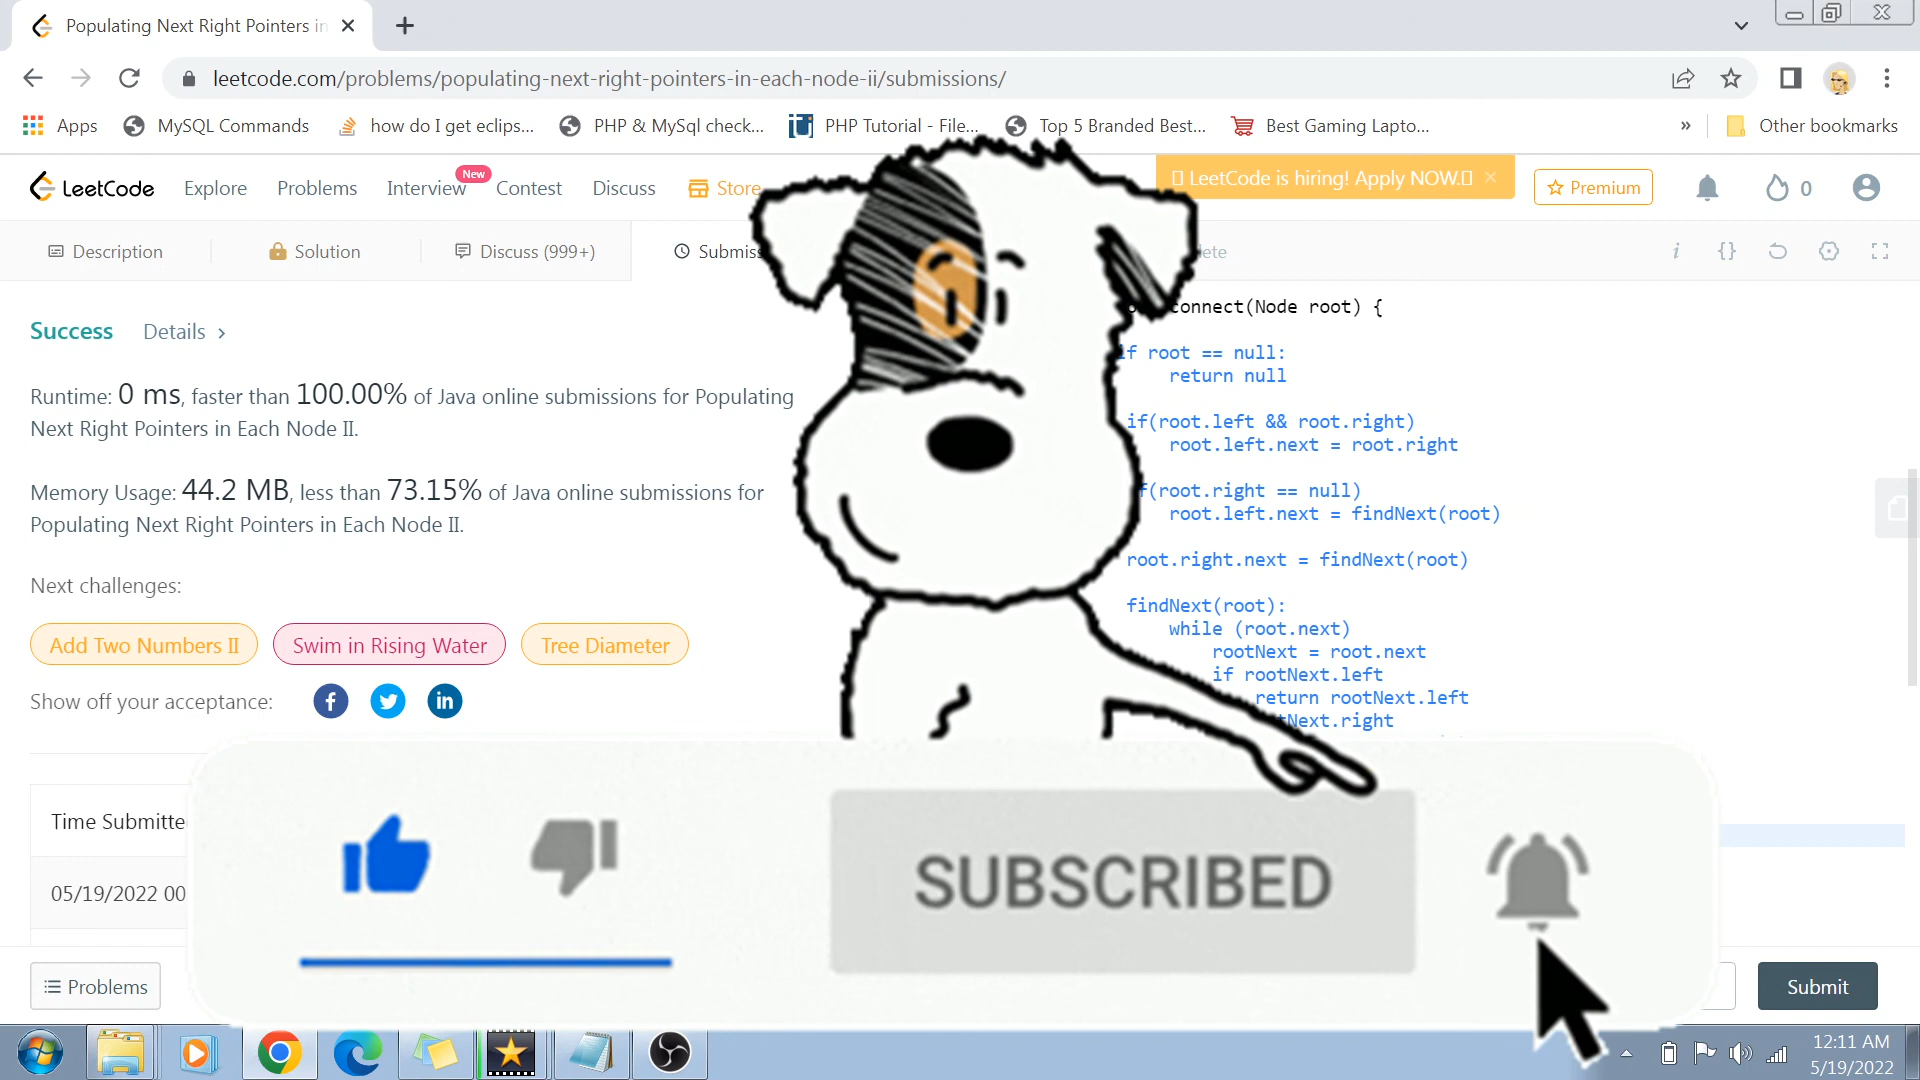 Populating Next Right Pointers in
leetcode.com/problems/populating-next-right-pointers-in-each-node-ii/submissions/
Apps MySQL Commands how do I get eclips... PHP & MySql check... PHP Tutorial - File... Top 5 Branded Best... Best Gaming Lapto... » Other bookmarks
LeetCode Explore Problems Interview New Contest Discuss Store LeetCode is hiring! Apply NOW. Premium 0
Description Solution Discuss (999+) Submiss
Success Details
connect(Node root) {
if root == null:
return null
Runtime: 0 ms, faster than 100.00% of Java online submissions for Populating
Next Right Pointers in Each Node II.
if(root.left && root.right)
root.left.next = root.right
Memory Usage: 44.2 MB, less than 73.15% of Java online submissions for
Populating Next Right Pointers in Each Node II.
if(root.right == null)
root.left.next = findNext(root)
root.right.next = findNext(root)
Next challenges:
Add Two Numbers II Swim in Rising Water Tree Diameter
findNext(root):
while (root.next)
rootNext = root.next
if rootNext.left
return rootNext.left
tNext.right
Show off your acceptance:
Time Submitte
05/19/2022 00
SUBSCRIBED
Problems Submit
12:11 AM
5/19/2022